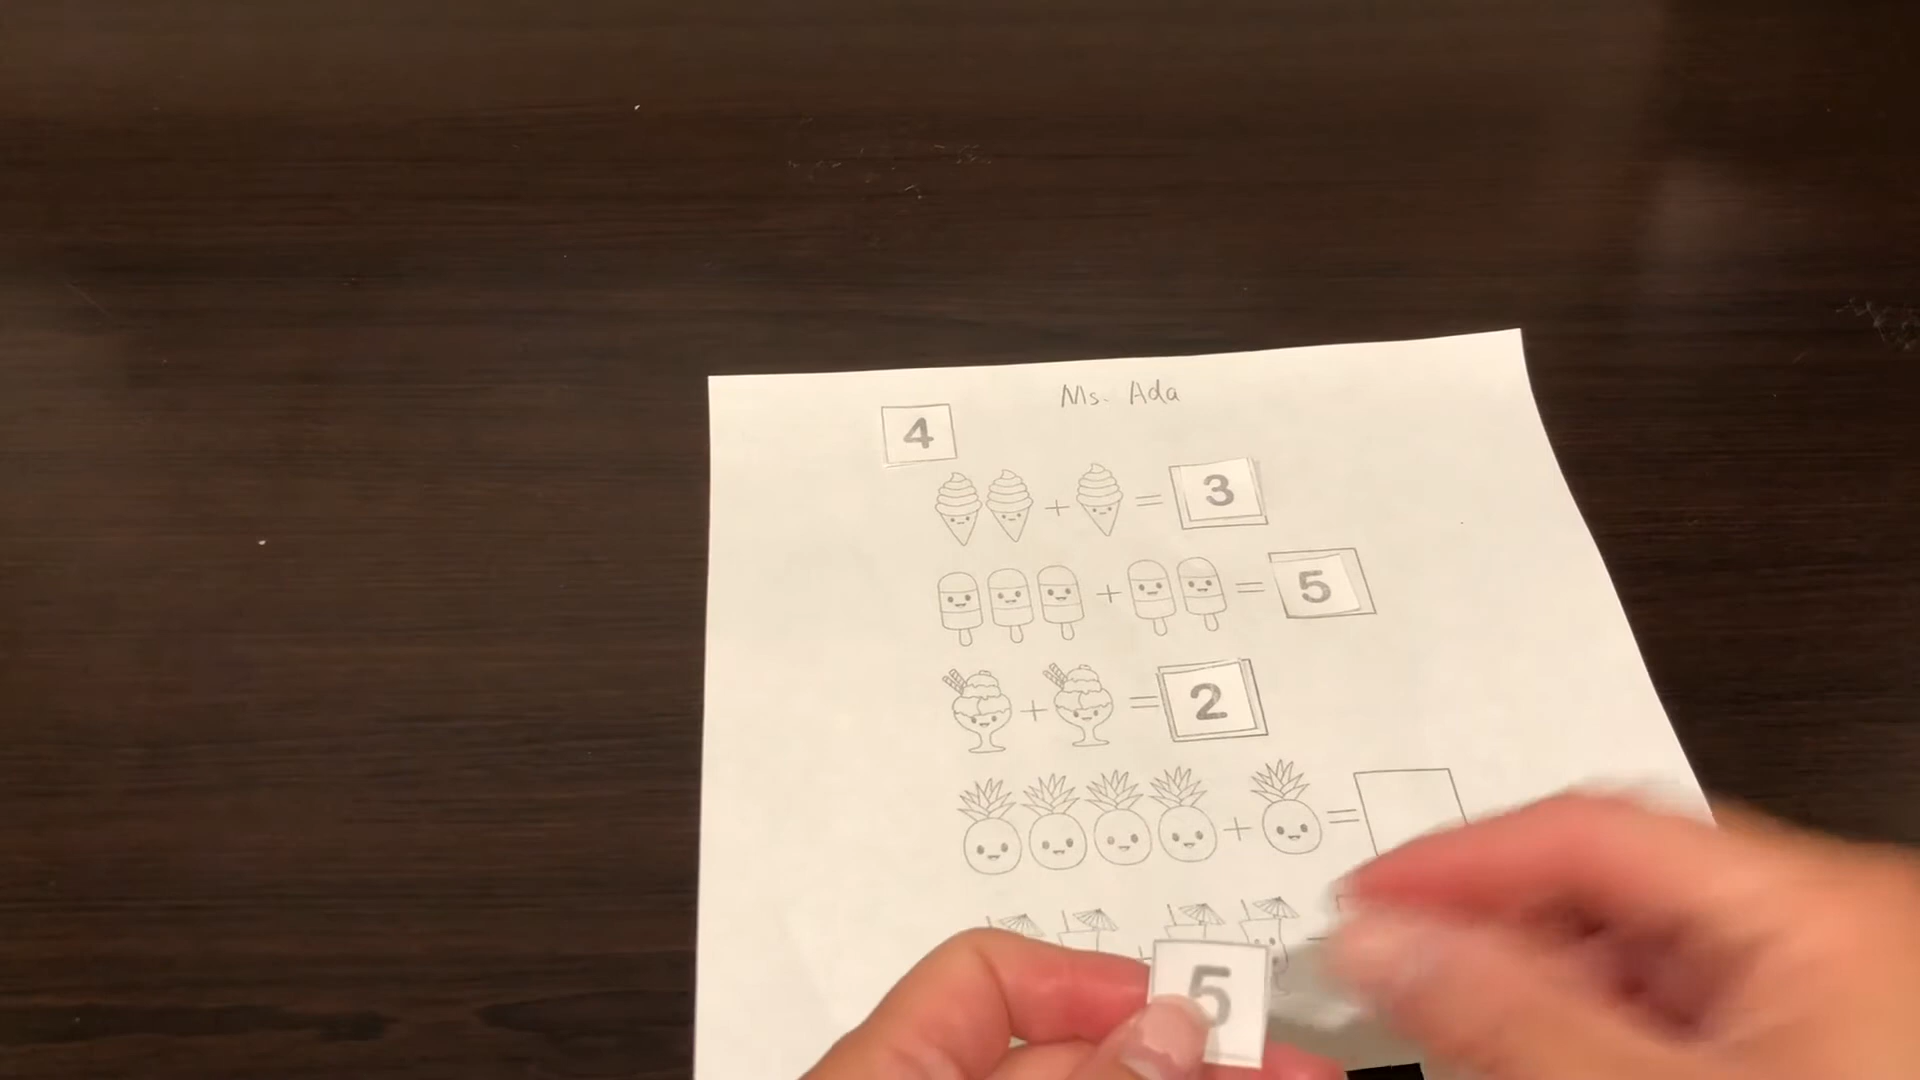 Ms. Ada
4
+ = 3
+ = 5
+ = 2
+ =
+
5